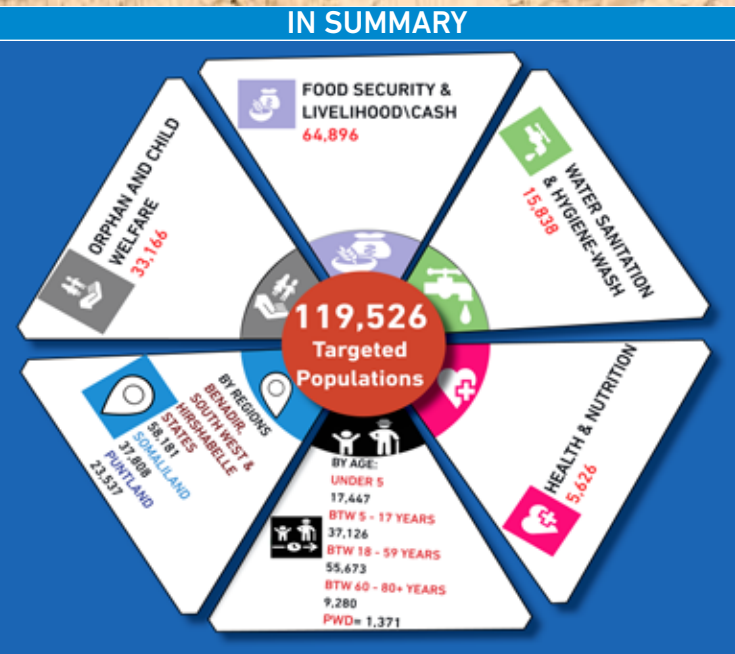 IN SUMMARY
FOOD SECURITY &
LIVELIHOOD\CASH
64,896
WATER SANITATION
& HYGIENE-WASH
15,838
HEALTH & NUTRITION
5,626
BY AGE:
UNDER 5
17,447
BTW 5 - 17 YEARS
37,126
BTW 18 - 59 YEARS
55,673
BTW 60 - 80+ YEARS
9,280
PWD= 1,371
BY REGIONS
BENADIR,
SOUTH WEST &
HIRSHABELLE
STATES
58,181
SOMALILAND
37,808
PUNTLAND
23,537
ORPHAN AND CHILD
WELFARE
33,166
119,526
Targeted
Populations